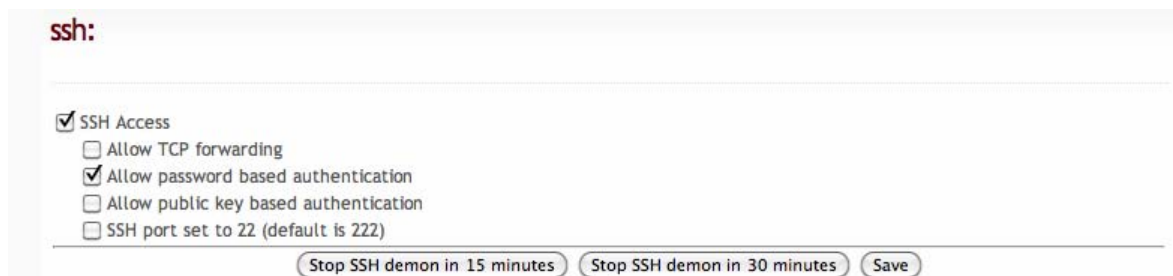 ssh:
SSH Access
Allow TCP forwarding
Allow password based authentication
Allow public key based authentication
SSH port set to 22 (default is 222)
Stop SSH demon in 15 minutes Stop SSH demon in 30 minutes Save